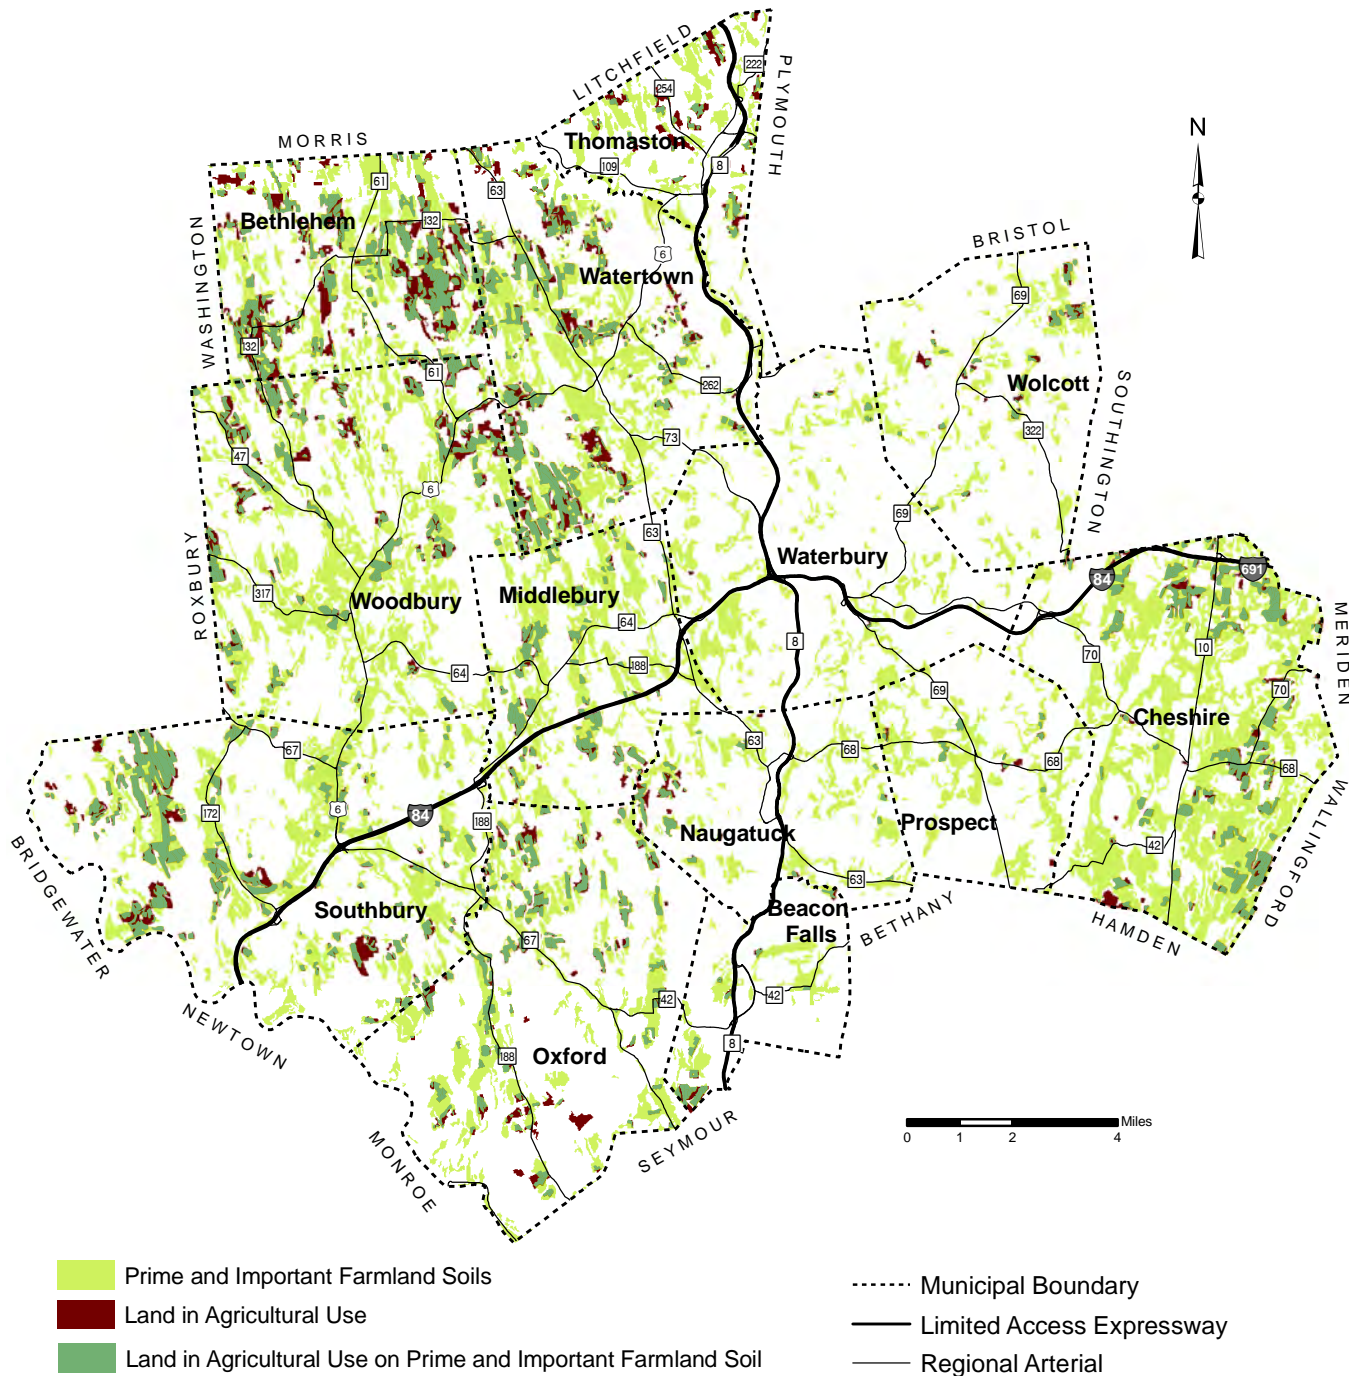 LITCHFIELD
PLYMOUTH
222
254
Thomaston
MORRIS
N
8
109
61
63
Bethlehem
132
BRISTOL
WASHINGTON
6
Watertown
69
132
61
262
Wolcott
SOUTHINGTON
322
73
47
6
69
63
ROXBURY
Waterbury
691
84
Middlebury
317
Woodbury
MERIDEN
64
8
10
70
188
64
69
70
Cheshire
63
68
67
68
68
WALLINGFORD
6
172
84
188
Naugatuck
Prospect
42
BRIDGEWATER
63
Southbury
Beacon
Falls
BETHANY
HAMDEN
67
42
42
NEWTOWN
8
188
Oxford
SEYMOUR
MONROE
Miles
0 1 2 4
Prime and Important Farmland Soils
Land in Agricultural Use
Land in Agricultural Use on Prime and Important Farmland Soil
Municipal Boundary
Limited Access Expressway
Regional Arterial